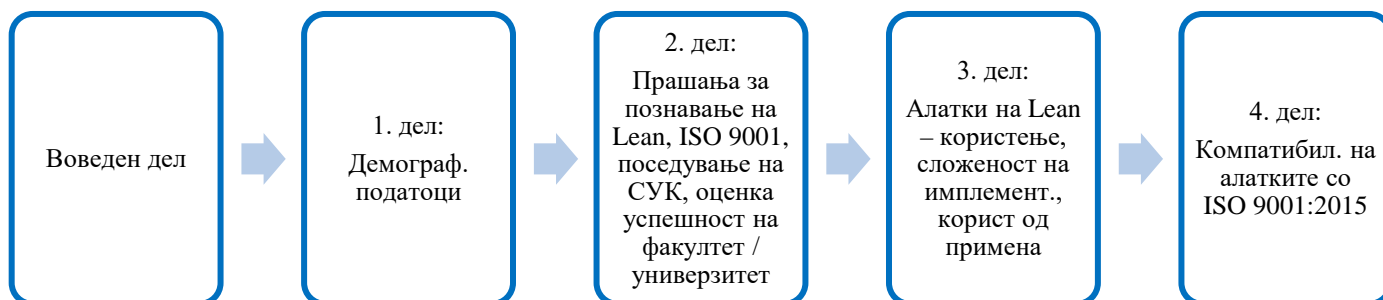 Воведен дел
1. дел:
Демограф.
податоци
2. дел:
Прашања за
познавање на
Lean, ISO 9001,
поседување на
СУК, оценка
успешност на
факултет /
универзитет
3. дел:
Алатки на Lean
– користење,
сложеност на
имплемент.,
корист од
примена
4. дел:
Компатибил. на
алатките со
ISO 9001:2015